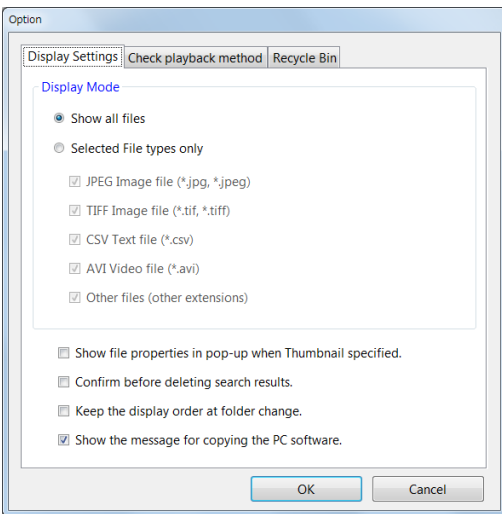 Option
Display Settings Check playback method Recycle Bin
Display Mode
Show all files
Selected File types only
JPEG Image file (*.jpg, *.jpeg)
TIFF Image file (*.tif, *.tiff)
CSV Text file (*.csv)
AVI Video file (*.avi)
Other files (other extensions)
Show file properties in pop-up when Thumbnail specified.
Confirm before deleting search results.
Keep the display order at folder change.
Show the message for copying the PC software.
OK Cancel